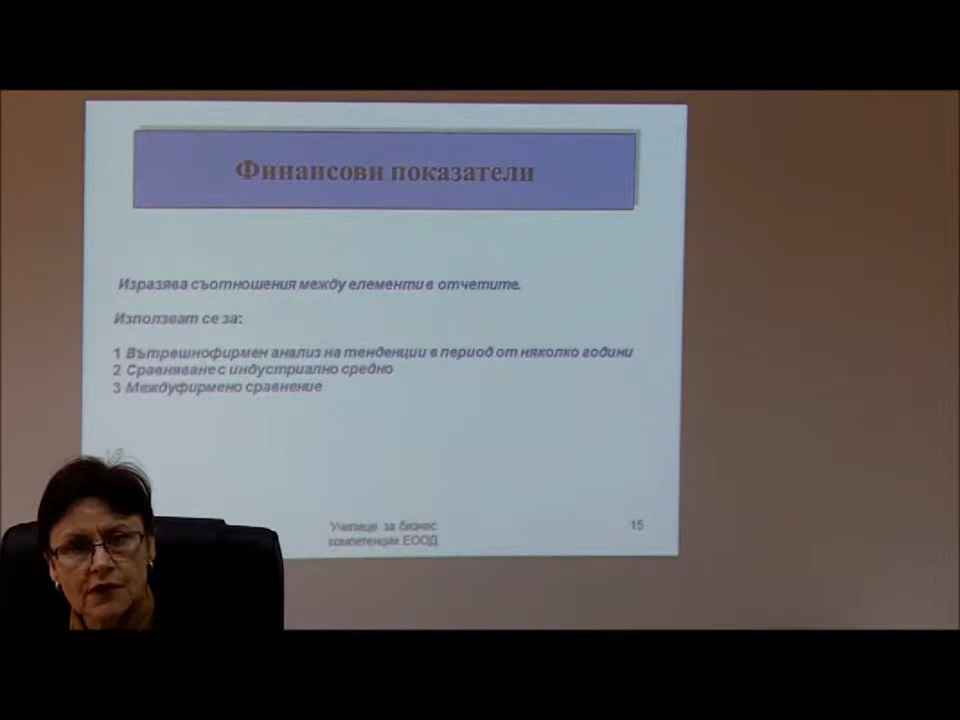 Финансови показатели
Изразява съотношения между елементи в отчетите.
Използват се за:
1 Вътрешнофирмен анализ на тенденции в период от няколко години
2 Сравняване с индустриално средно
3 Междуфирмено сравнение
Училище за бизнес
компетенции ЕООД
15